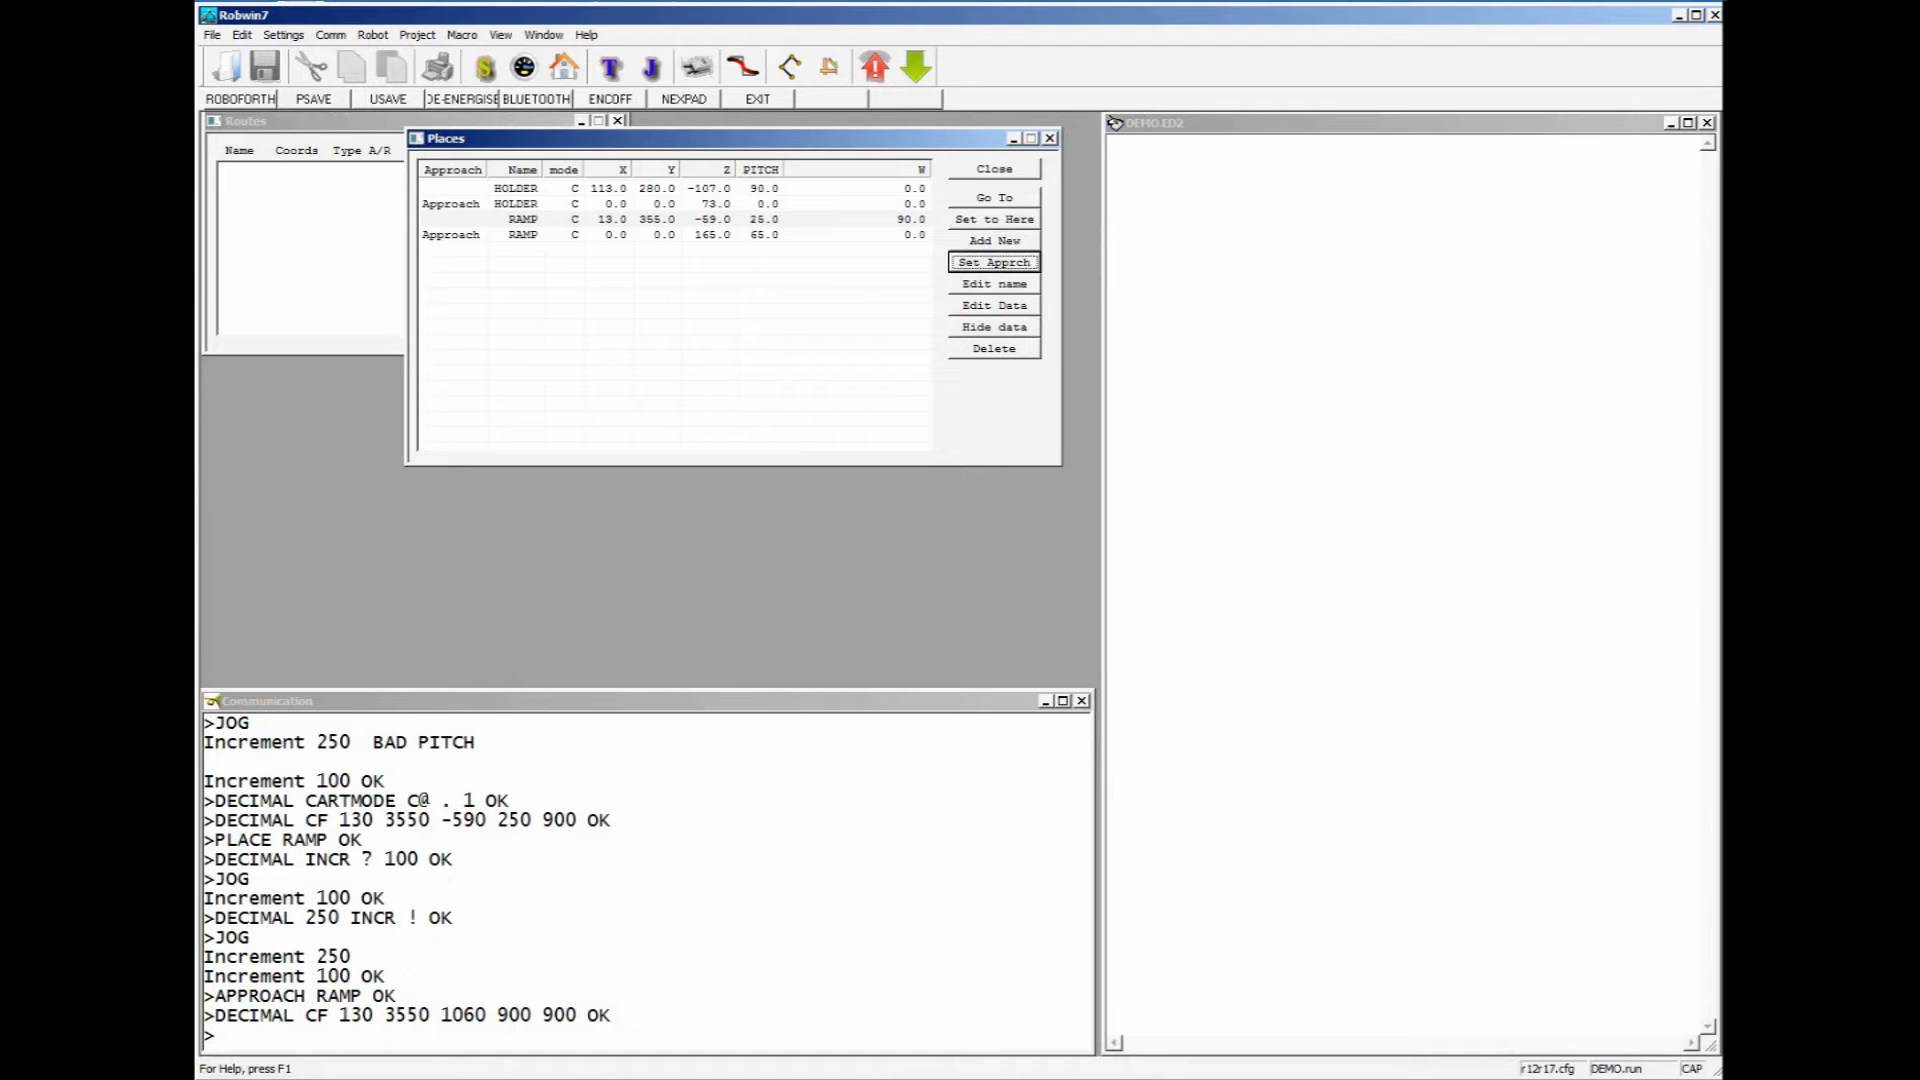 Robwin7
File Edit Settings Comm Robot Project Macro View Window Help
S T J
ROBOFORTH PSAVE USAVE DE-ENERGISE BLUETOOTH ENCOFF NEXPAD EXIT
Routes
Name Coords Type A/R
Places
Approach Name mode X Y Z PITCH W
HOLDER C 113.0 280.0 -107.0 90.0 0.0
Approach HOLDER C 0.0 0.0 73.0 0.0 0.0
RAMP C 13.0 355.0 -59.0 25.0 90.0
Approach RAMP C 0.0 0.0 165.0 65.0 0.0
Close
Go To
Set to Here
Add New
Set Apprch
Edit name
Edit Data
Hide data
Delete
DEMO.ED2
Communication
>JOG
Increment 250 BAD PITCH
Increment 100 OK
>DECIMAL CARTMODE C@ . 1 OK
>DECIMAL CF 130 3550 -590 250 900 OK
>PLACE RAMP OK
>DECIMAL INCR ? 100 OK
>JOG
Increment 100 OK
>DECIMAL 250 INCR ! OK
>JOG
Increment 250
Increment 100 OK
>APPROACH RAMP OK
>DECIMAL CF 130 3550 1060 900 900 OK
>
For Help, press F1
r12r17.cfg DEMO.run CAP